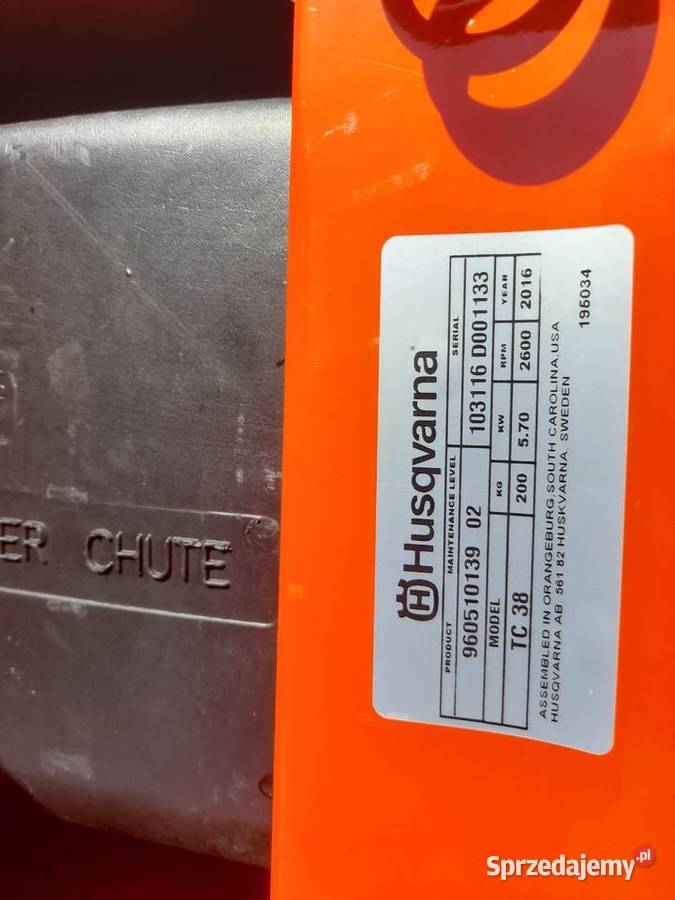 ER CHUTE
Husqvarna
PRODUCT MAINTENANCE LEVEL SERIAL
960510139 02 103116 D001133
MODEL KG KW RPM YEAR
TC 38 200 5.70 2600 2016
ASSEMBLED IN ORANGEBURG,SOUTH CAROLINA,USA
HUSQVARNA AB. 561 82 HUSKVARNA, SWEDEN
195034
Sprzedajemy.pl